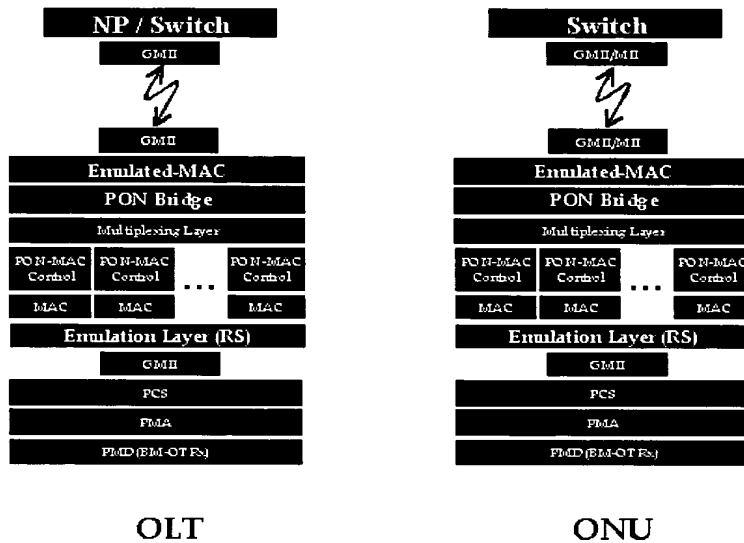 NP / Switch
GMII
GMII
Emulated-MAC
PON Bridge
Multiplexing Layer
PON-MAC Control
PON-MAC Control
...
PON-MAC Control
MAC
MAC
MAC
Emulation Layer (RS)
GMII
PCS
PMA
PMD (BM-OTRx)
OLT
Switch
GMII/MII
GMII/MII
Emulated-MAC
PON Bridge
Multiplexing Layer
PON-MAC Control
PON-MAC Control
...
PON-MAC Control
MAC
MAC
MAC
Emulation Layer (RS)
GMII
PCS
PMA
PMD (BM-OTRx)
ONU